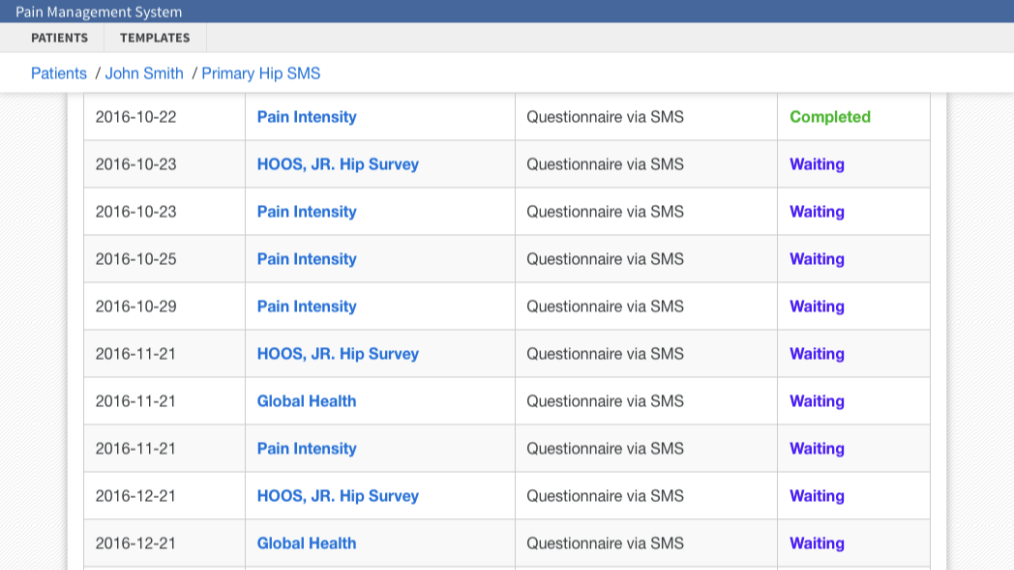 Pain Management System
PATIENTS TEMPLATES
Patients / John Smith / Primary Hip SMS
2016-10-22 Pain Intensity Questionnaire via SMS Completed
2016-10-23 HOOS, JR. Hip Survey Questionnaire via SMS Waiting
2016-10-23 Pain Intensity Questionnaire via SMS Waiting
2016-10-25 Pain Intensity Questionnaire via SMS Waiting
2016-10-29 Pain Intensity Questionnaire via SMS Waiting
2016-11-21 HOOS, JR. Hip Survey Questionnaire via SMS Waiting
2016-11-21 Global Health Questionnaire via SMS Waiting
2016-11-21 Pain Intensity Questionnaire via SMS Waiting
2016-12-21 HOOS, JR. Hip Survey Questionnaire via SMS Waiting
2016-12-21 Global Health Questionnaire via SMS Waiting